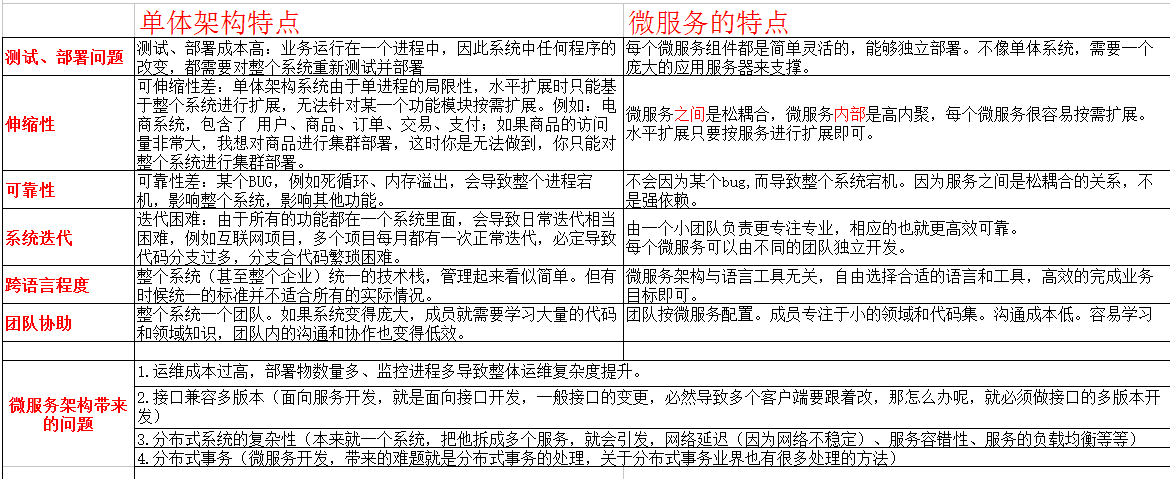 单体架构特点
微服务的特点
测试、部署问题
测试、部署成本高：业务运行在一个进程中，因此系统中任何程序的
改变，都需要对整个系统重新测试并部署
每个微服务组件都是简单灵活的，能够独立部署。不像单体系统，需要一个
庞大的应用服务器来支撑。
伸缩性
可伸缩性差：单体架构系统由于单进程的局限性，水平扩展时只能基
于整个系统进行扩展，无法针对某一个功能模块按需扩展。例如：电
商系统，包含了 用户、商品、订单、交易、支付；如果商品的访问
量非常大，我想对商品进行集群部署，这时你是无法做到，你只能对
整个系统进行集群部署。
微服务之间是松耦合，微服务内部是高内聚，每个微服务很容易按需扩展。
水平扩展只要按服务进行扩展即可。
可靠性
可靠性差：某个BUG，例如死循环、内存溢出，会导致整个进程宕
机，影响整个系统，影响其他功能。
不会因为某个bug,而导致整个系统宕机。因为服务之间是松耦合的关系，不
是强依赖。
系统迭代
迭代困难：由于所有的功能都在一个系统里面，会导致日常迭代相当
困难，例如互联网项目，多个项目每月都有一次正常迭代，必定导致
代码分支过多，分支合代码繁琐困难。
由一个小团队负责更专注专业，相应的也就更高效可靠。
每个微服务可以由不同的团队独立开发。
跨语言程度
整个系统（甚至整个企业）统一的技术栈，管理起来看似简单。但有
时候统一的标准并不适合所有的实际情况。
微服务架构与语言工具无关，自由选择合适的语言和工具，高效的完成业务
目标即可。
团队协助
整个系统一个团队。如果系统变得庞大，成员就需要学习大量的代码
和领域知识，团队内的沟通和协作也变得低效。
团队按微服务配置。成员专注于小的领域和代码集。沟通成本低。容易学习
微服务架构带来
的问题
1.运维成本过高，部署物数量多、监控进程多导致整体运维复杂度提升。
2.接口兼容多版本（面向服务开发，就是面向接口开发，一般接口的变更，必然导致多个客户端要跟着改，那怎么办呢，就必须做接口的多版本开
发）
3.分布式系统的复杂性（本来就一个系统，把他拆成多个服务，就会引发，网络延迟（因为网络不稳定）、服务容错性、服务的负载均衡等等）
4.分布式事务（微服务开发，带来的难题就是分布式事务的处理，关于分布式事务业界也有很多处理的方法）